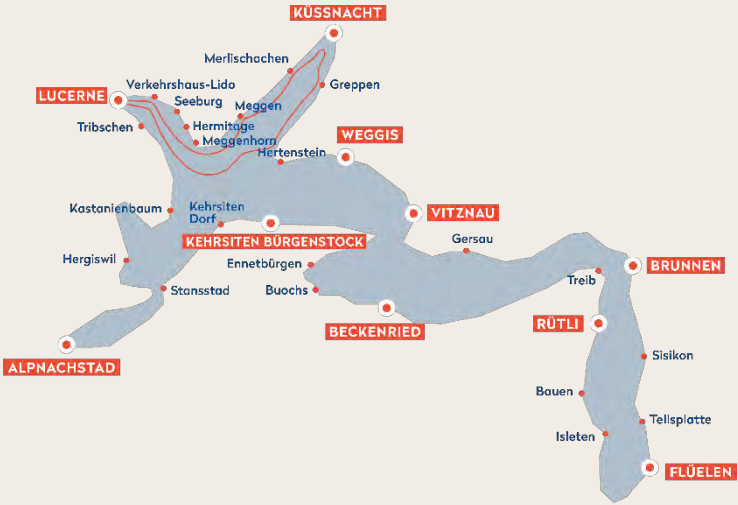 KÜSSNACHT
Merlischachen
Verkehrshaus-Lido
Greppen
LUCERNE
Seeburg
Meggen
Tribschen
Hermitage
Meggenhorn
WEGGIS
Hertenstein
Kastanienbaum
Kehrsiten
Dorf
VITZNAU
KEHRSITEN BÜRGENSTOCK
Gersau
Hergiswil
Ennetbürgen
BRUNNEN
Treib
Stansstad
Buochs
BECKENRIED
RÜTLI
ALPNACHSTAD
Sisikon
Bauen
Tellsplatte
Isleten
FLÜELEN